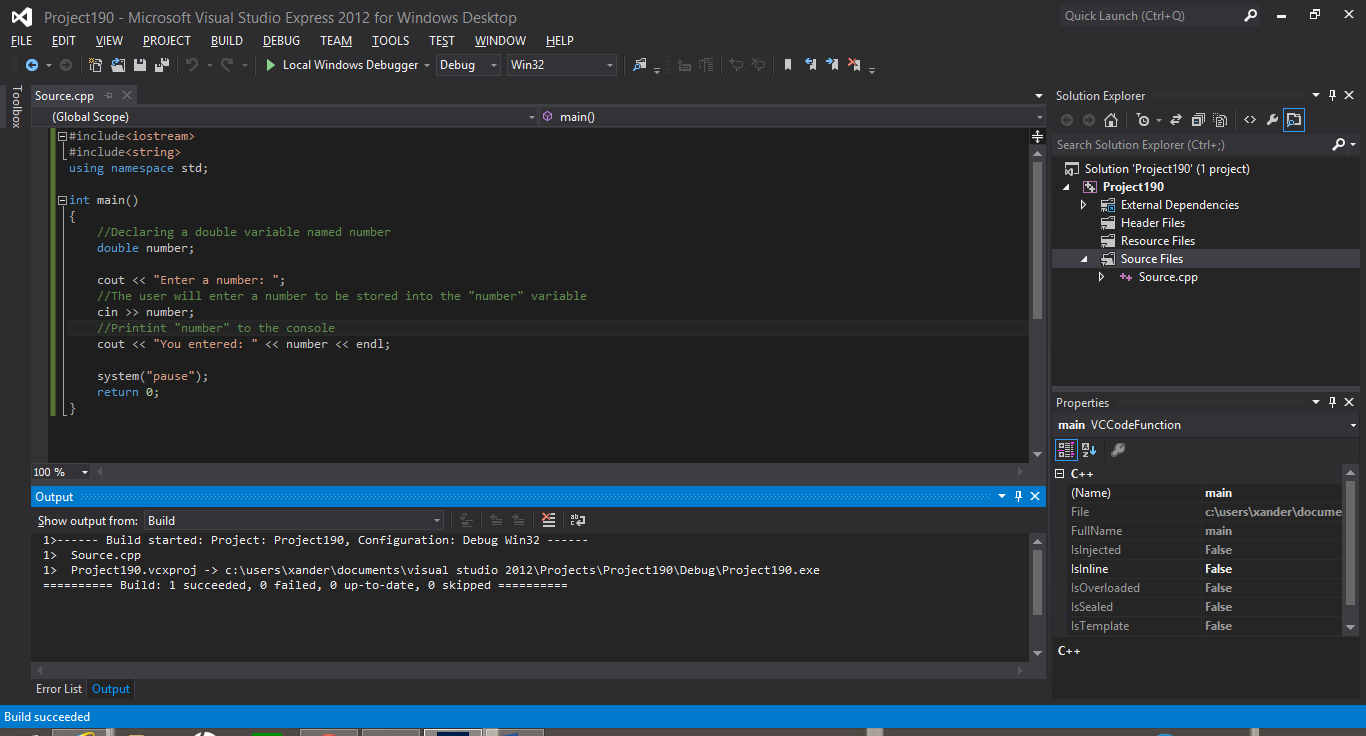 Project190 - Microsoft Visual Studio Express 2012 for Windows Desktop
Quick Launch (Ctrl+Q)
FILE EDIT VIEW PROJECT BUILD DEBUG TEAM TOOLS TEST WINDOW HELP
Local Windows Debugger Debug Win32
Toolbox
Source.cpp
(Global Scope) main()
#include<iostream>
#include<string>
using namespace std;
int main()
{
//Declaring a double variable named number
double number;
cout << "Enter a number: ";
//The user will enter a number to be stored into the "number" variable
cin >> number;
//Printint "number" to the console
cout << "You entered: " << number << endl;
system("pause");
return 0;
}
100 %
Output
Show output from: Build
1>------ Build started: Project: Project190, Configuration: Debug Win32 ------
1>  Source.cpp
1>  Project190.vcxproj -> c:\users\xander\documents\visual studio 2012\Projects\Project190\Debug\Project190.exe
========== Build: 1 succeeded, 0 failed, 0 up-to-date, 0 skipped ==========
Error List Output
Build succeeded
Solution Explorer
Search Solution Explorer (Ctrl+;)
Solution 'Project190' (1 project)
Project190
External Dependencies
Header Files
Resource Files
Source Files
Source.cpp
Properties
main VCCodeFunction
C++
(Name) main
File c:\users\xander\docume
FullName main
IsInjected False
IsInline False
IsOverloaded False
IsSealed False
IsTemplate False
C++